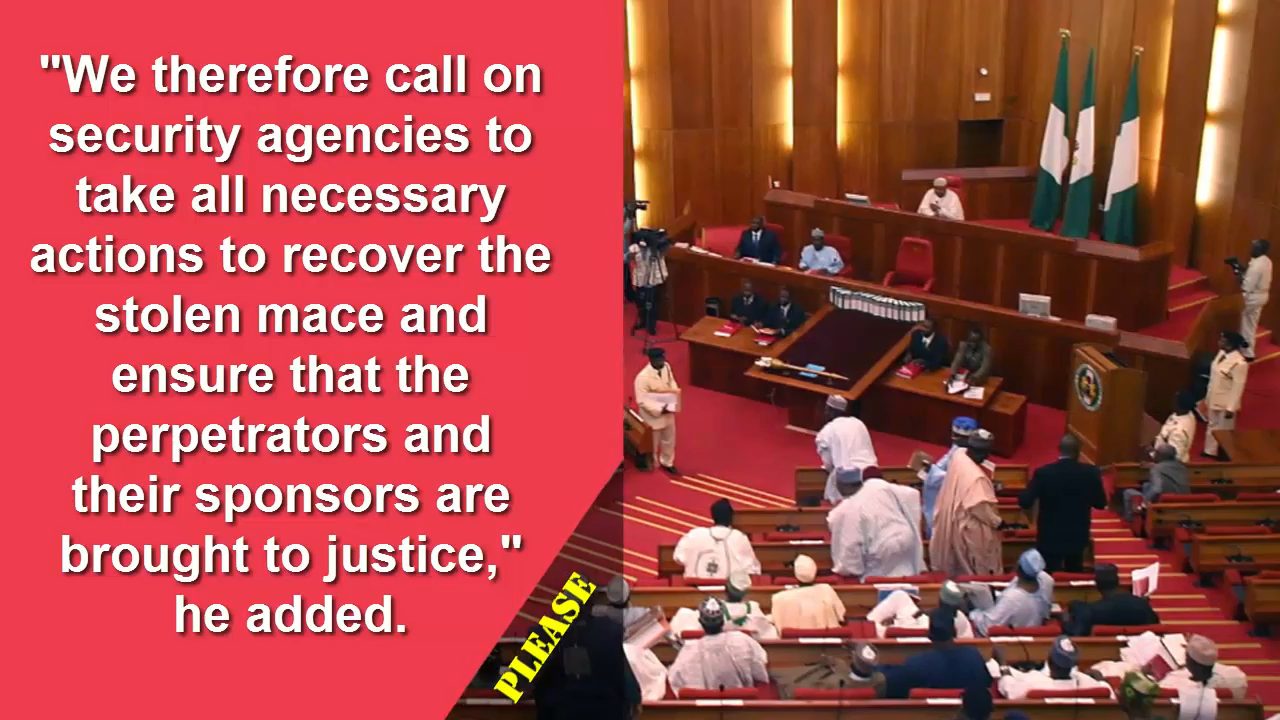 "We therefore call on
security agencies to
take all necessary
actions to recover the
stolen mace and
ensure that the
perpetrators and
their sponsors are
brought to justice,"
he added.
PLEASE